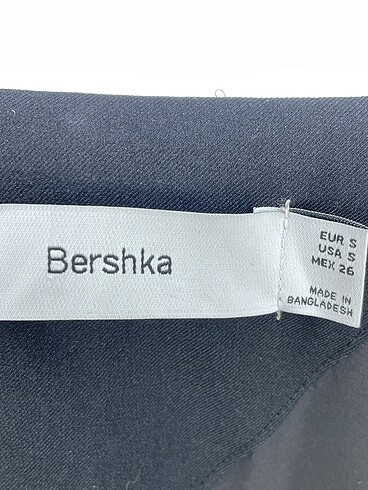 Bershka
EUR S
USA S
MEX 26
MADE IN
BANGLADESH